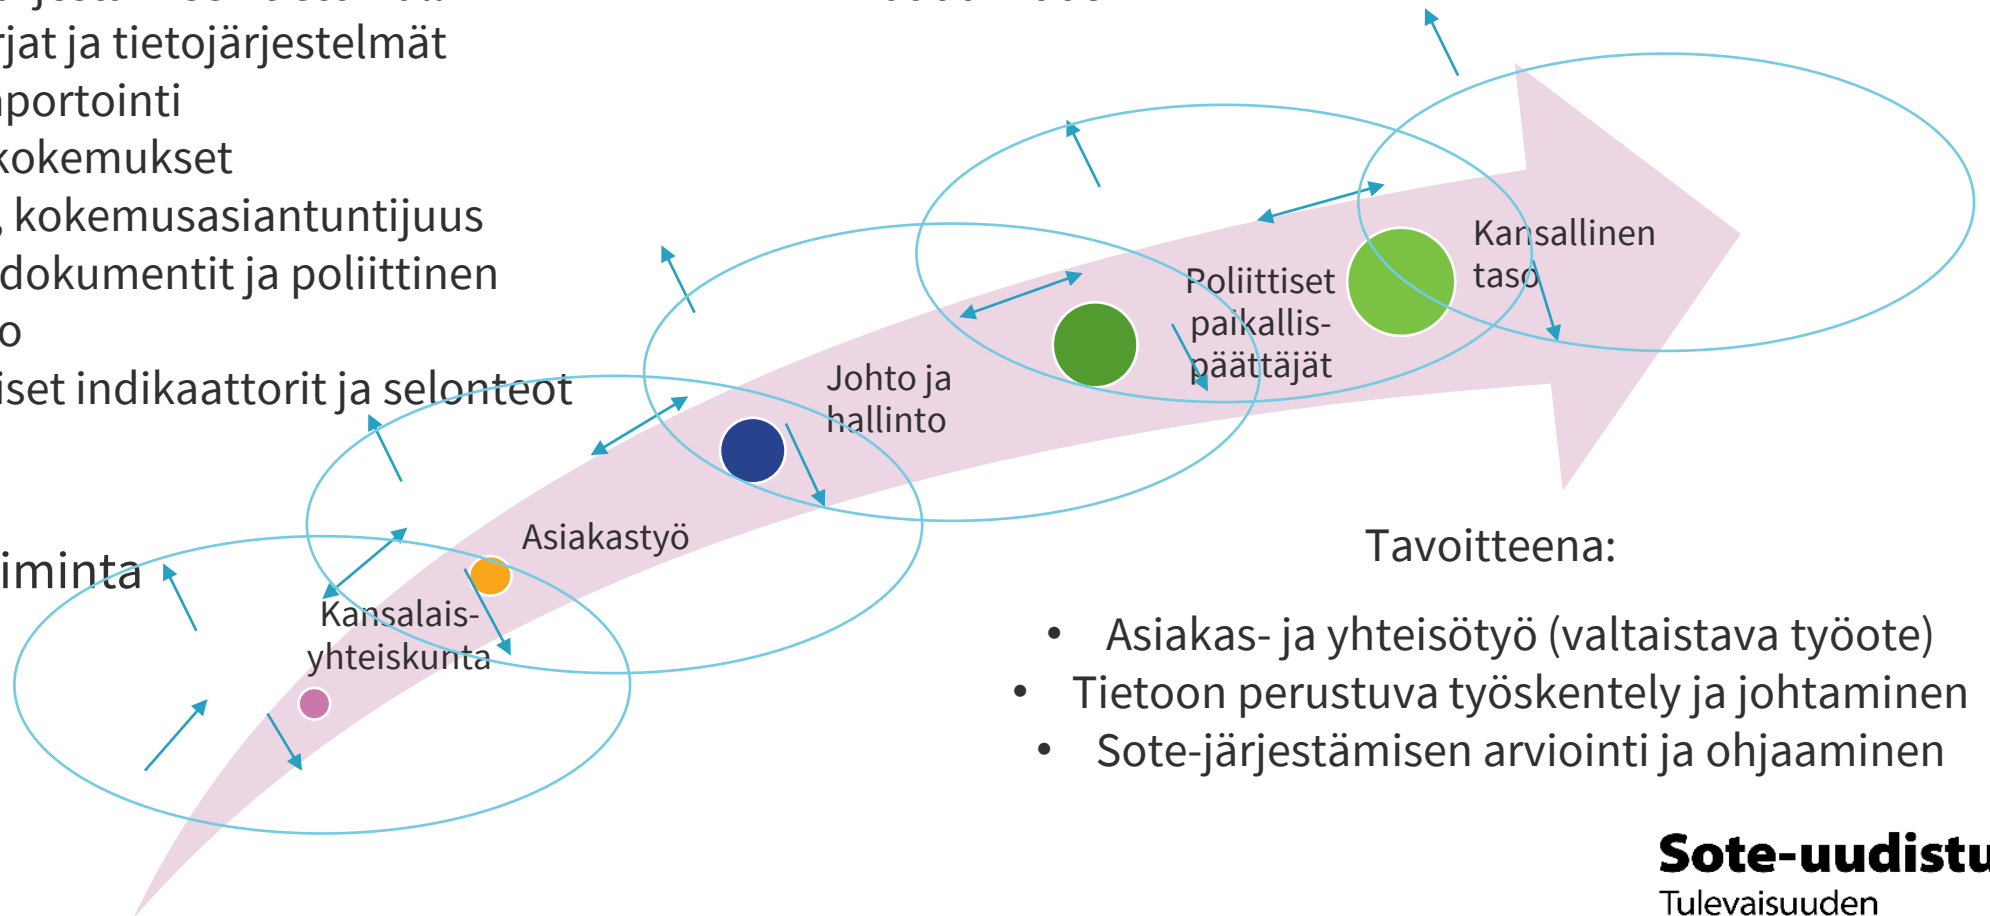 rjat ja tietojärjestelmät
portointi
kokemukset
, kokemusasiantuntijuus
dokumentit ja poliittinen
o
iset indikaattorit ja selonteot
iminta
Kansalais-
yhteiskunta
Asiakastyö
Johto ja
hallinto
Poliittiset
paikallis-
päättäjät
Kansallinen
taso
Tavoitteena:
• Asiakas- ja yhteisötyö (valtaistava työote)
• Tietoon perustuva työskentely ja johtaminen
• Sote-järjestämisen arviointi ja ohjaaminen
Sote-uudistu
Tulevaisuuden